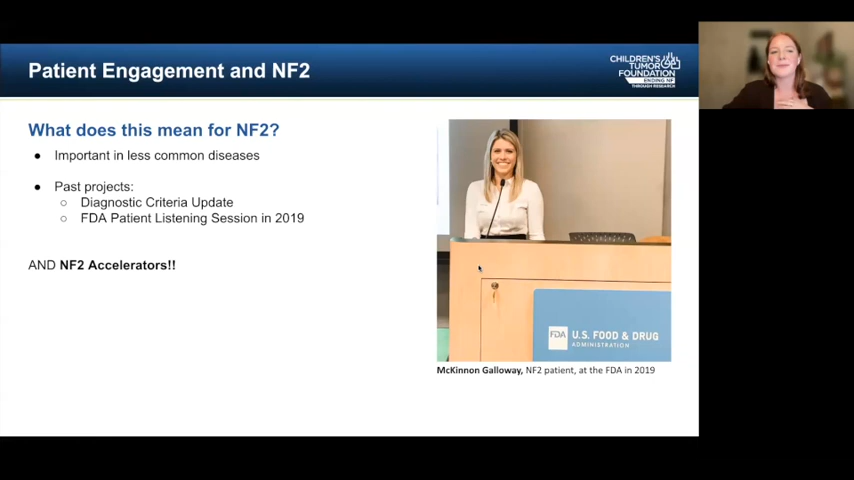 Patient Engagement and NF2
CHILDREN'S
TUMOR
FOUNDATION
ENDING NF
THROUGH RESEARCH
What does this mean for NF2?
● Important in less common diseases
● Past projects:
○ Diagnostic Criteria Update
○ FDA Patient Listening Session in 2019
AND NF2 Accelerators!!
FDA U.S. FOOD & DRUG
ADMINISTRATION
McKinnon Galloway, NF2 patient, at the FDA in 2019